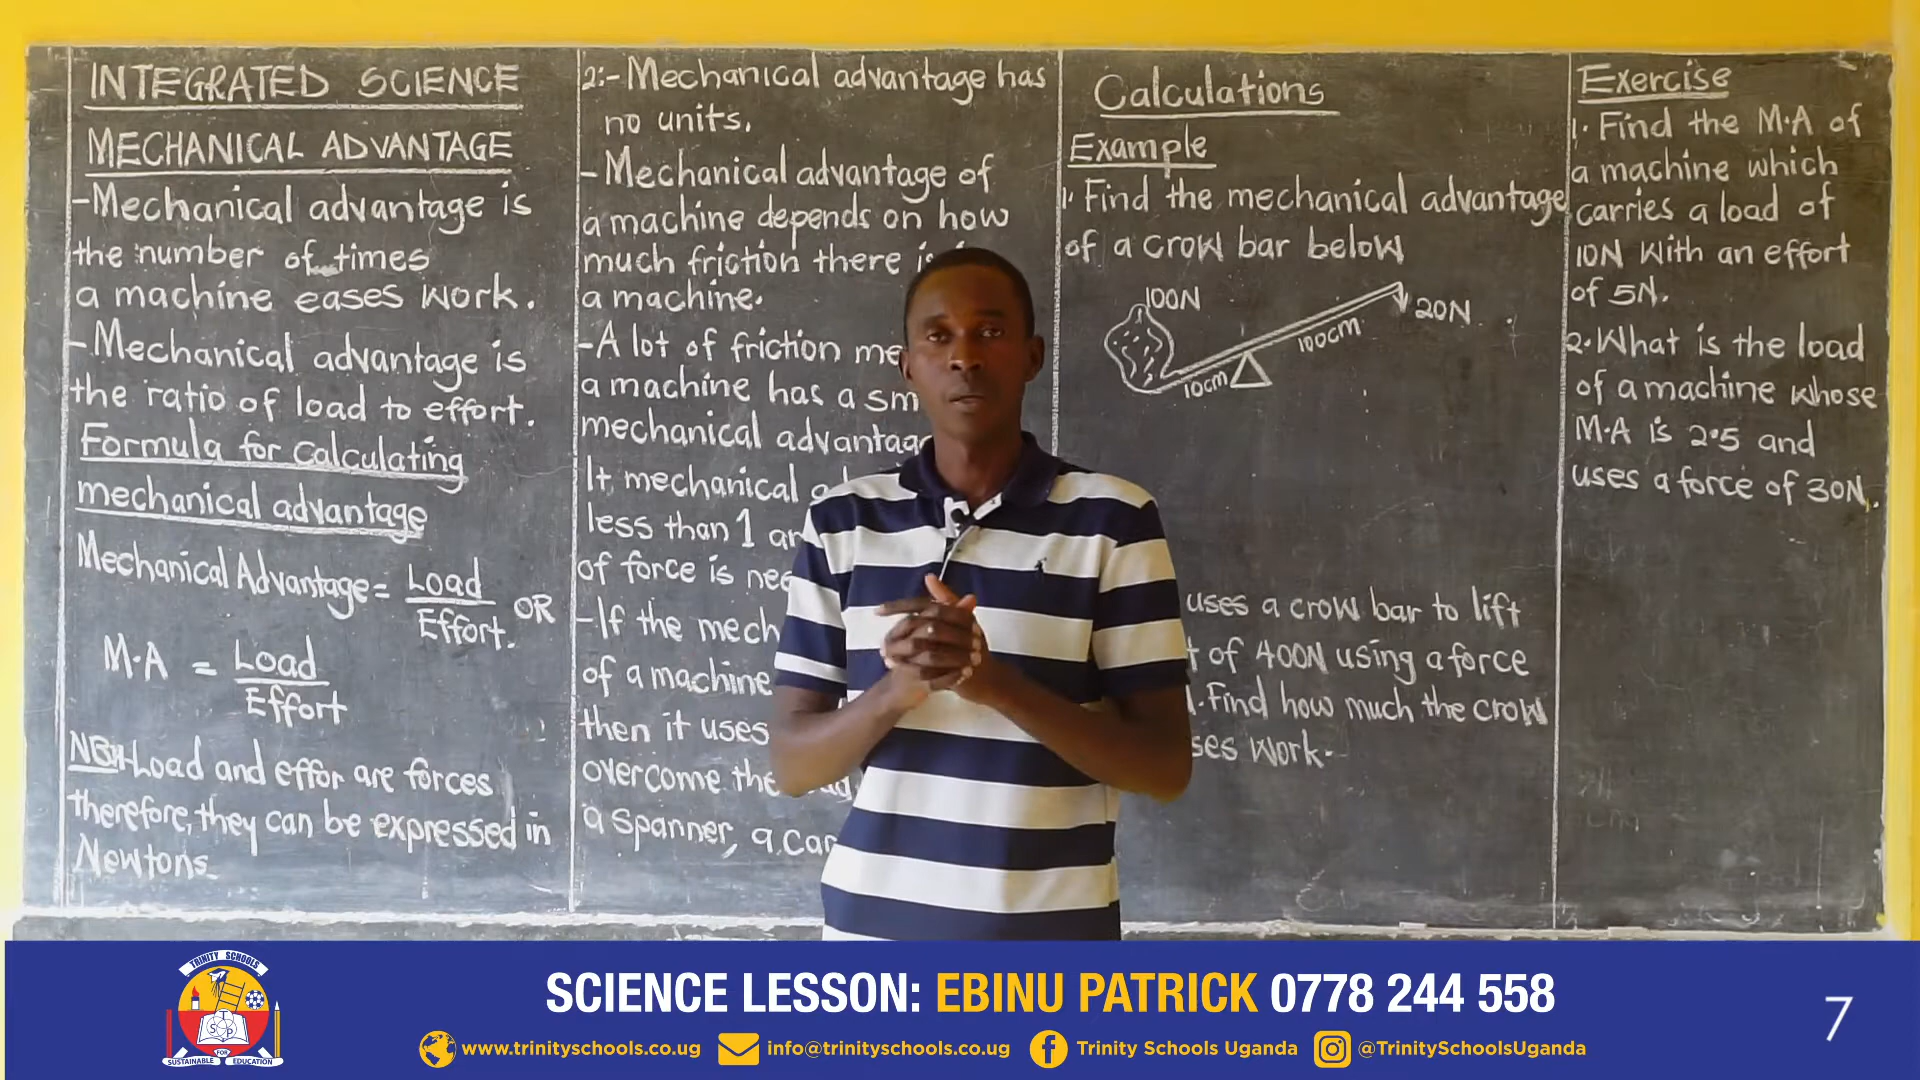 INTEGRATED SCIENCE
MECHANICAL ADVANTAGE
-Mechanical advantage is
the number of times
a machine eases work.
-Mechanical advantage is
the ratio of load to effort.
Formula for calculating
mechanical advantage
Mechanical Advantage = Load
Effort. OR
M.A = Load
Effort
NB:1 Load and effor are forces
therefore, they can be expressed in
Newtons
2:- Mechanical advantage has
no units.
- Mechanical advantage of
a machine depends on how
much friction there
a machine.
-A lot of friction
a machine has a
mechanical
mechanical
less than 1
of force is
-If the
of a machine
then it uses
overcome the
a spanner, a
Calculations
Example
1. Find the mechanical advantage
of a crow bar below
100N
20N
100cm
10cm
uses a crow bar to lift
of 400N using a force
Find how much the crow
work.
Exercise
1. Find the M.A of
a machine which
carries a load of
10N with an effort
of 5N.
2. What is the load
of a machine whose
M.A is 2.5 and
uses a force of 30N.
TRINITY SCHOOLS
S T P
SUSTAINABLE FOR EDUCATION
SCIENCE LESSON: EBINU PATRICK 0778 244 558
www.trinityschools.co.ug info@trinityschools.co.ug Trinity Schools Uganda @TrinitySchoolsUganda
7